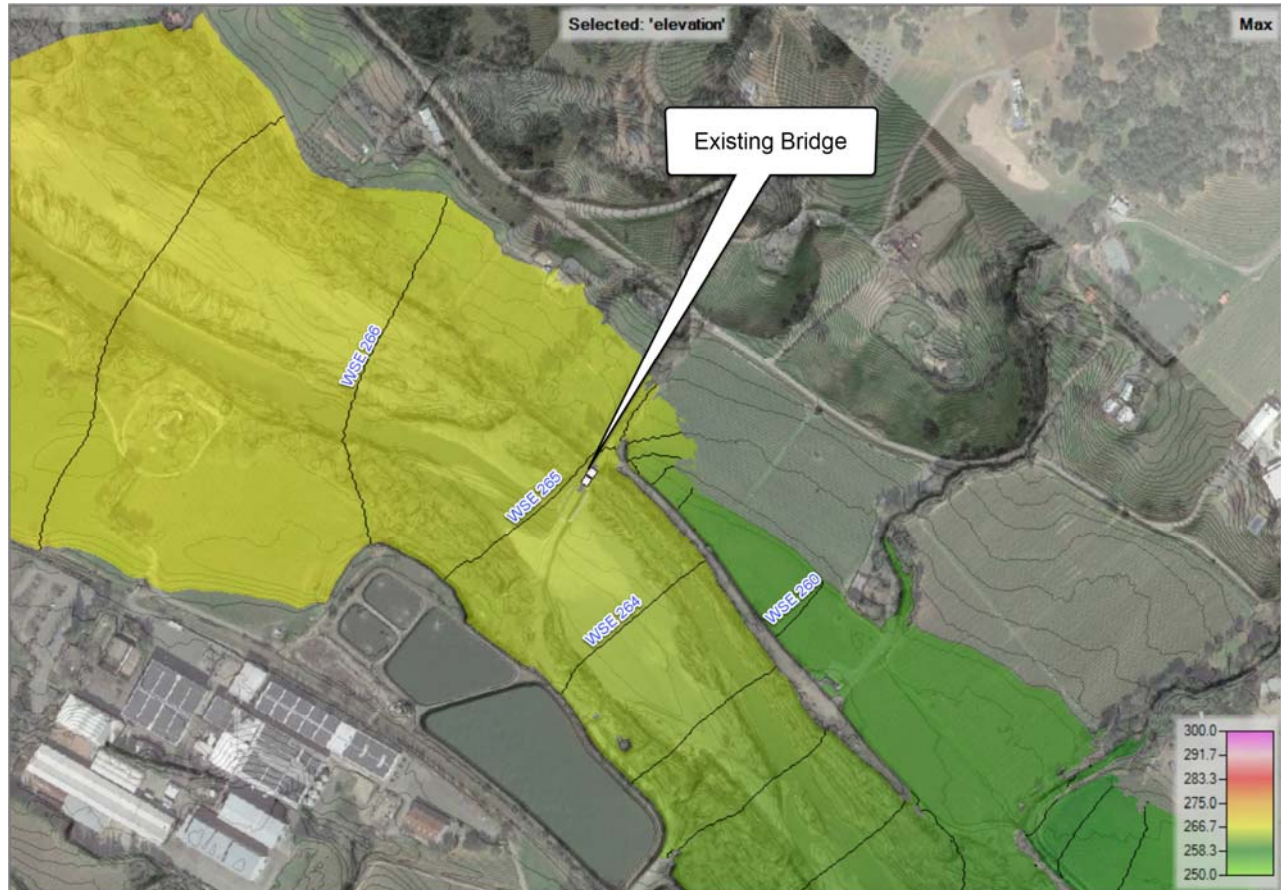 Selected: 'elevation'
Max
Existing Bridge
WSE 266
WSE 265
WSE 264
WSE 260
300.0
291.7
283.3
275.0
266.7
258.3
250.0